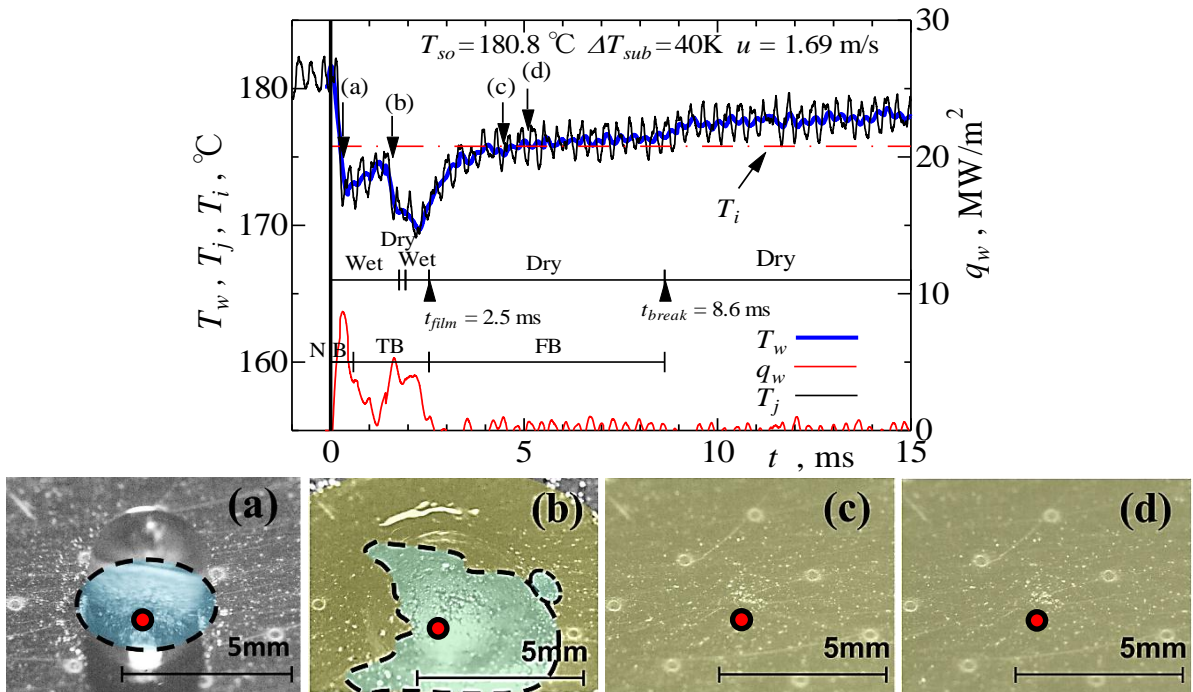 T_so = 180.8 ℃ ΔT_sub = 40K u = 1.69 m/s
(a)
(b)
(c)
(d)
T_i
180
170
160
T_w , T_j , T_i , ℃
30
20
10
0
q_w , MW/m²
Dry
Wet
Wet
Dry
Dry
t_film = 2.5 ms
t_break = 8.6 ms
N B
TB
FB
T_w
q_w
T_j
0
5
10
15
t , ms
(a)
5mm
(b)
5mm
(c)
5mm
(d)
5mm